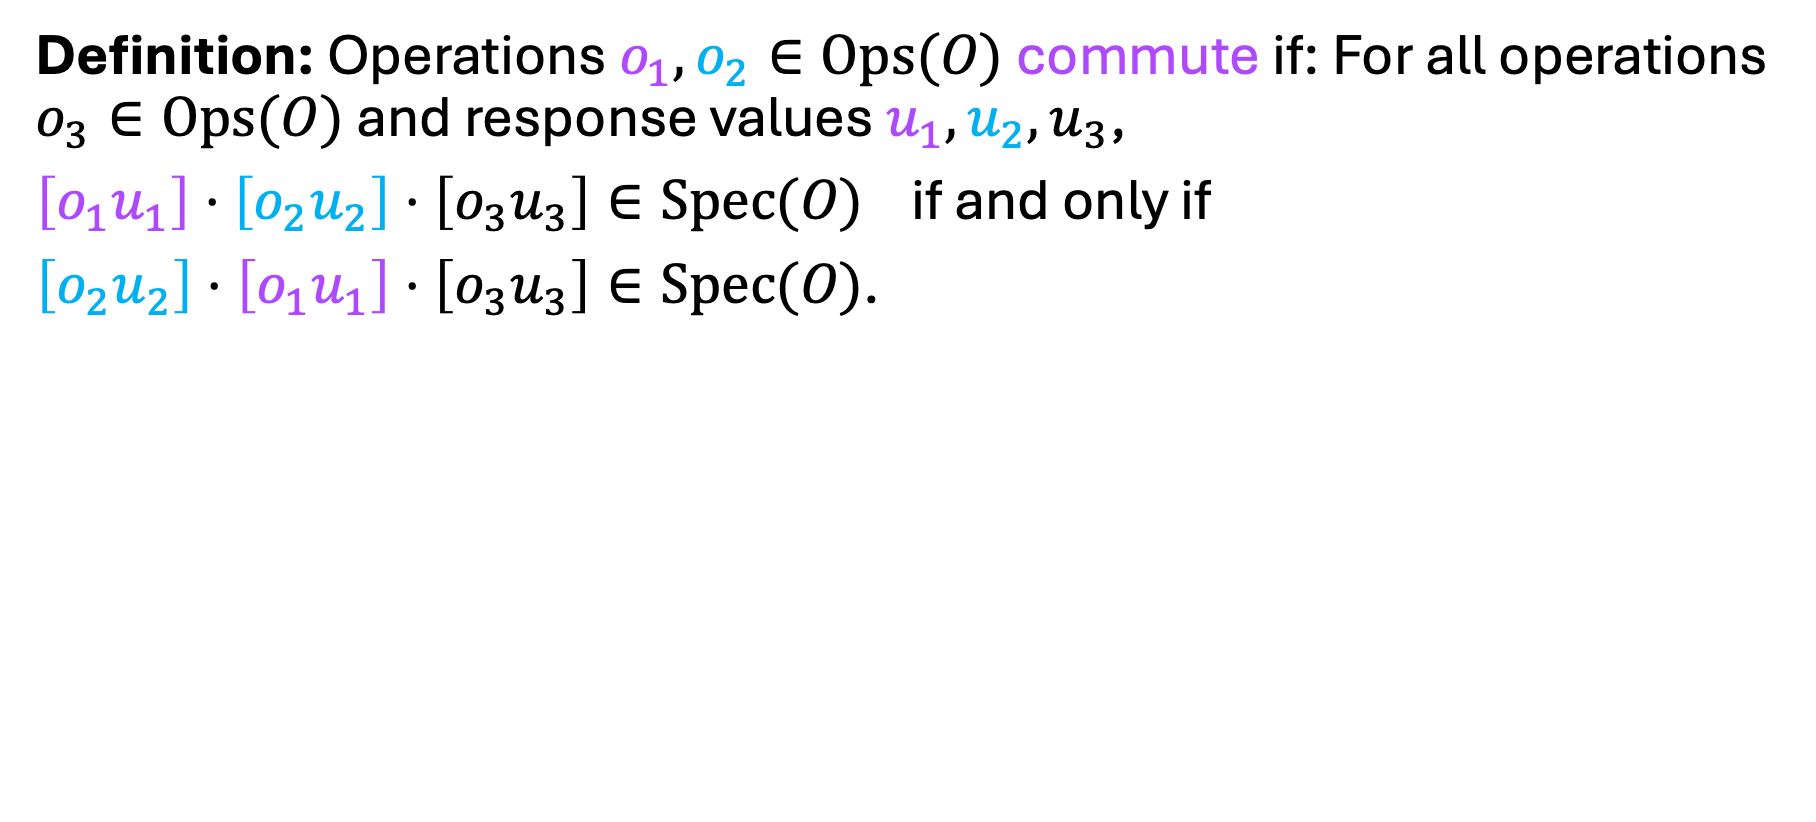 Definition: Operations 𝑜₁, 𝑜₂ ∈ Ops(𝑂) commute if: For all operations
𝑜₃ ∈ Ops(𝑂) and response values 𝑢₁, 𝑢₂, 𝑢₃,
[𝑜₁𝑢₁] · [𝑜₂𝑢₂] · [𝑜₃𝑢₃] ∈ Spec(𝑂) if and only if
[𝑜₂𝑢₂] · [𝑜₁𝑢₁] · [𝑜₃𝑢₃] ∈ Spec(𝑂).